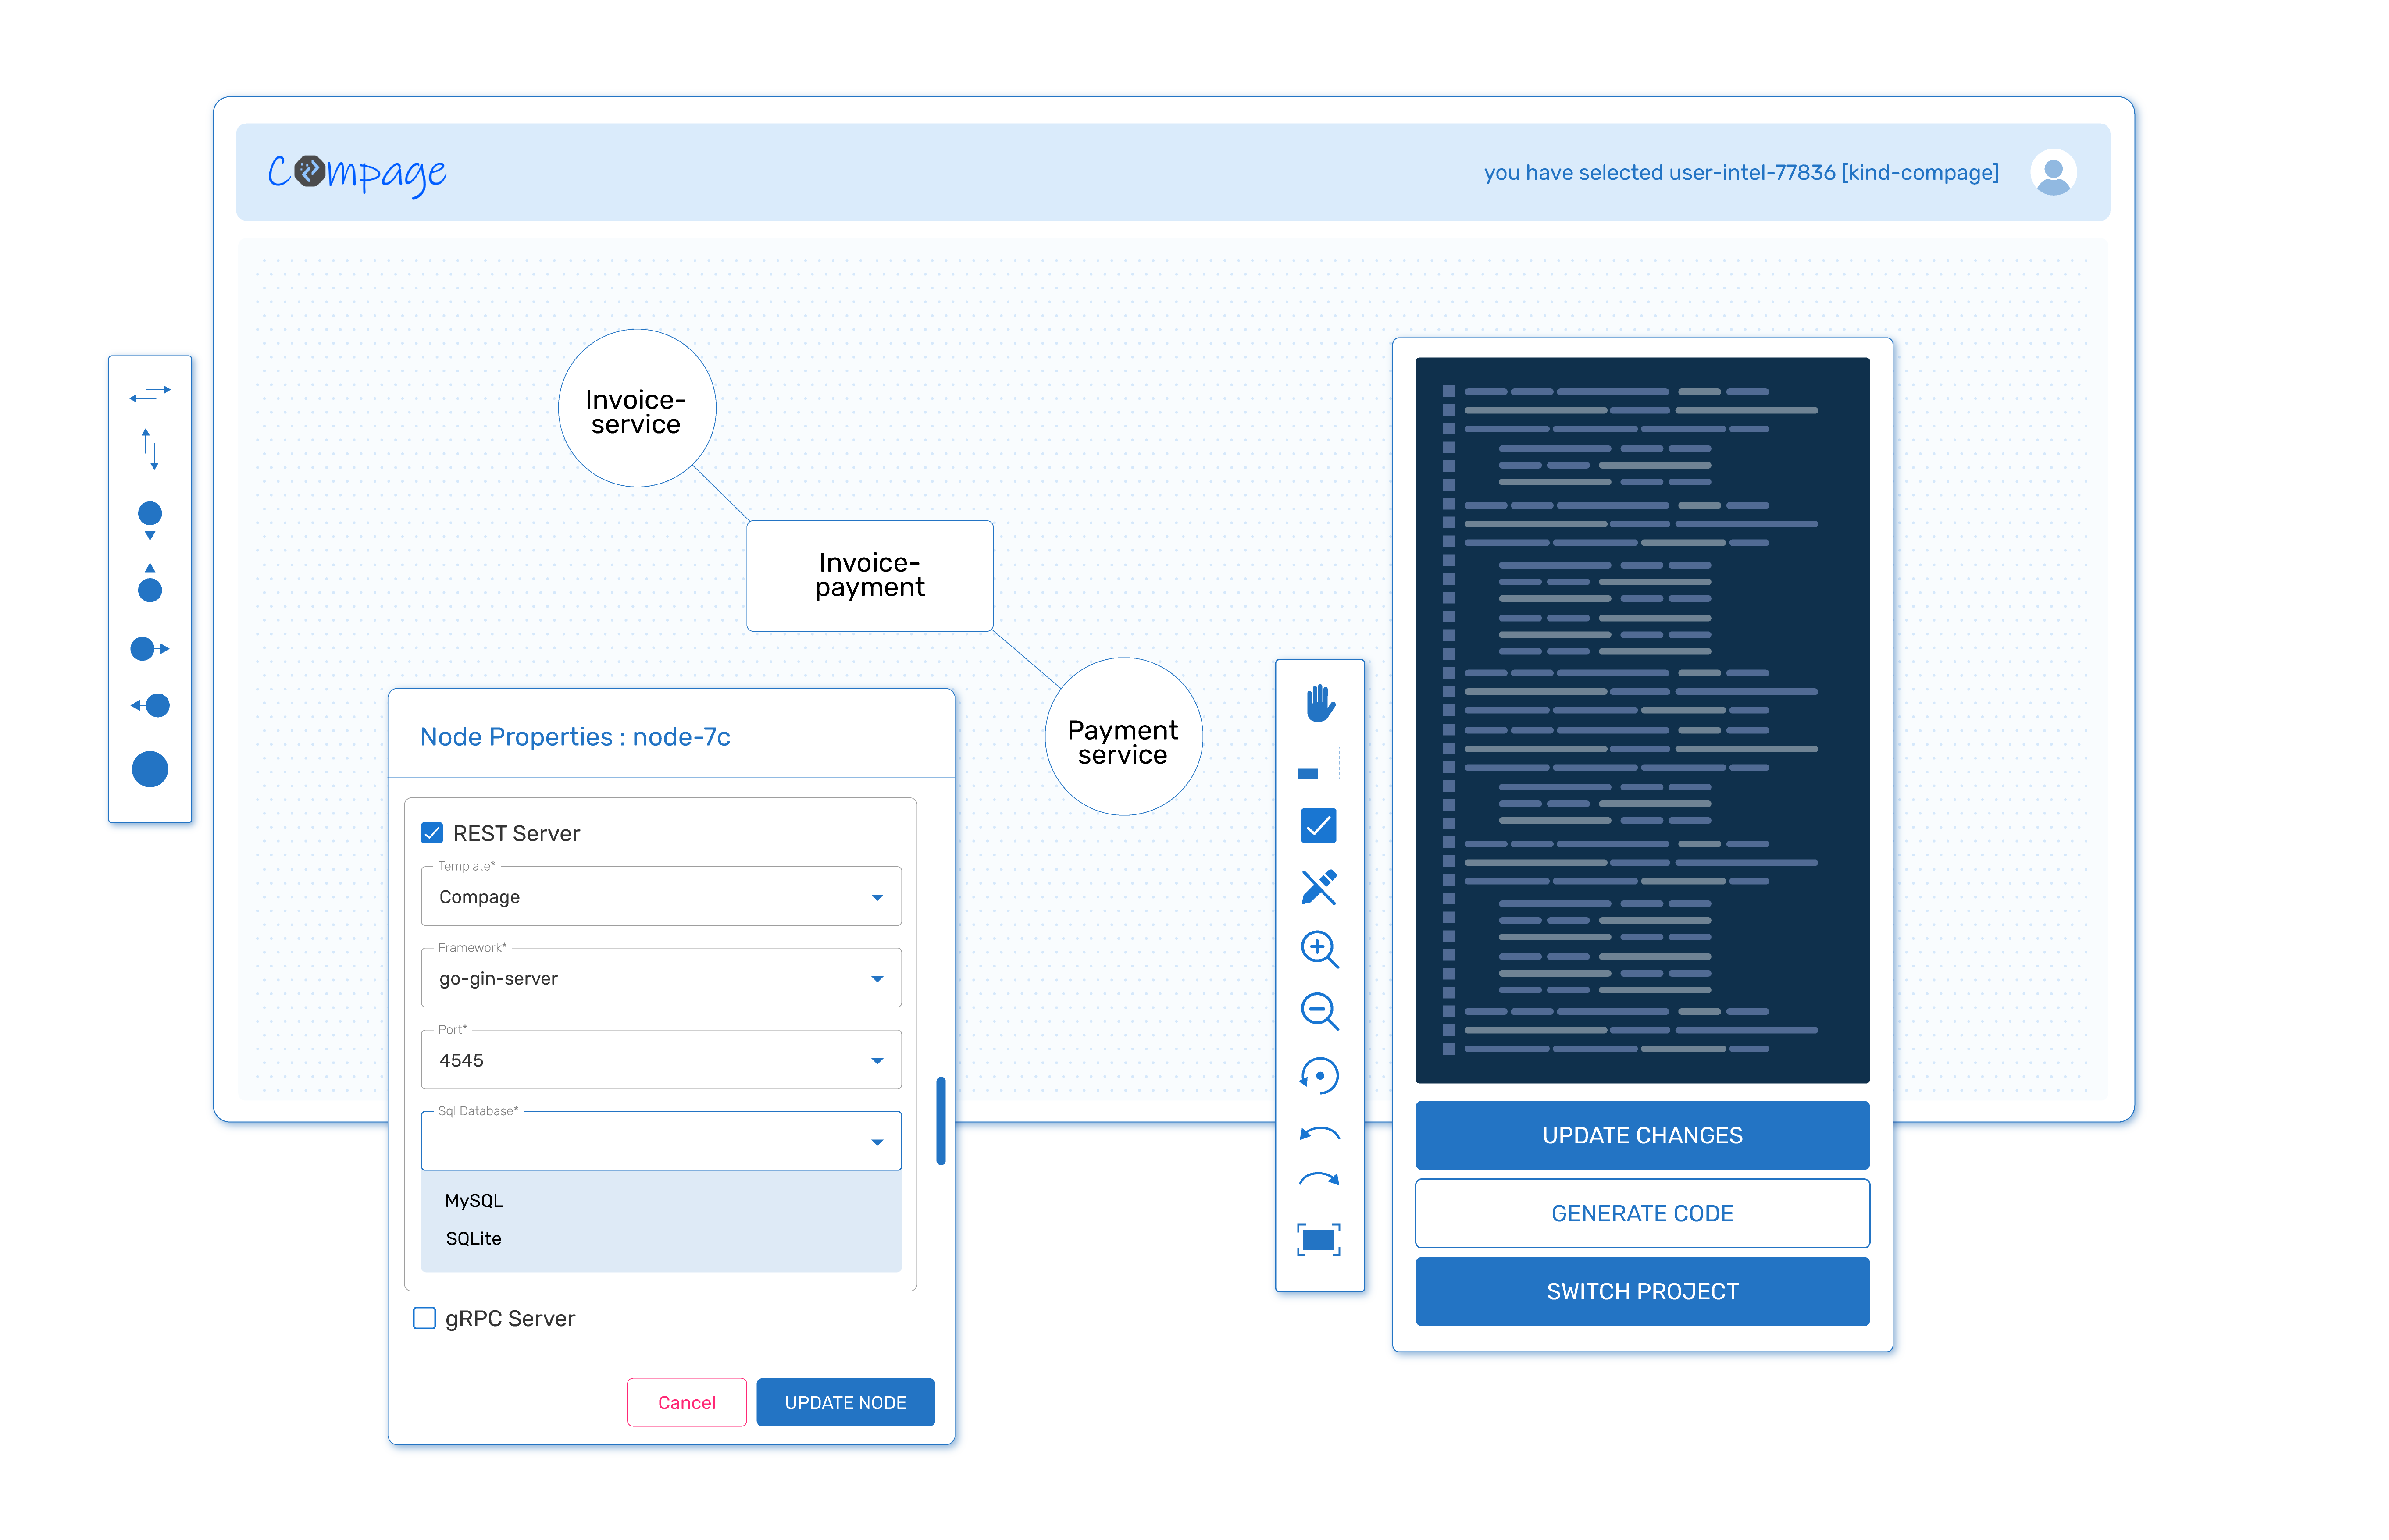 Compage
you have selected user-intel-77836 [kind-compage]
Invoice-
service
Invoice-
payment
Payment
service
Node Properties : node-7c
REST Server
Template*
Compage
Framework*
go-gin-server
Port*
4545
Sql Database*
MySQL
SQLite
gRPC Server
Cancel
UPDATE NODE
UPDATE CHANGES
GENERATE CODE
SWITCH PROJECT